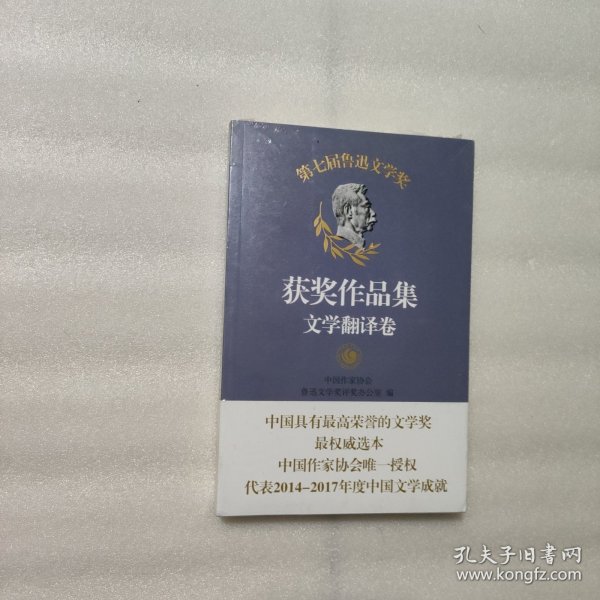 第七届鲁迅文学奖
获奖作品集
文学翻译卷
中国作家协会
鲁迅文学奖评奖办公室 编
中国具有最高荣誉的文学奖
最权威选本
中国作家协会唯一授权
代表2014-2017年度中国文学成就
孔夫子旧书网
www.kongfz.com